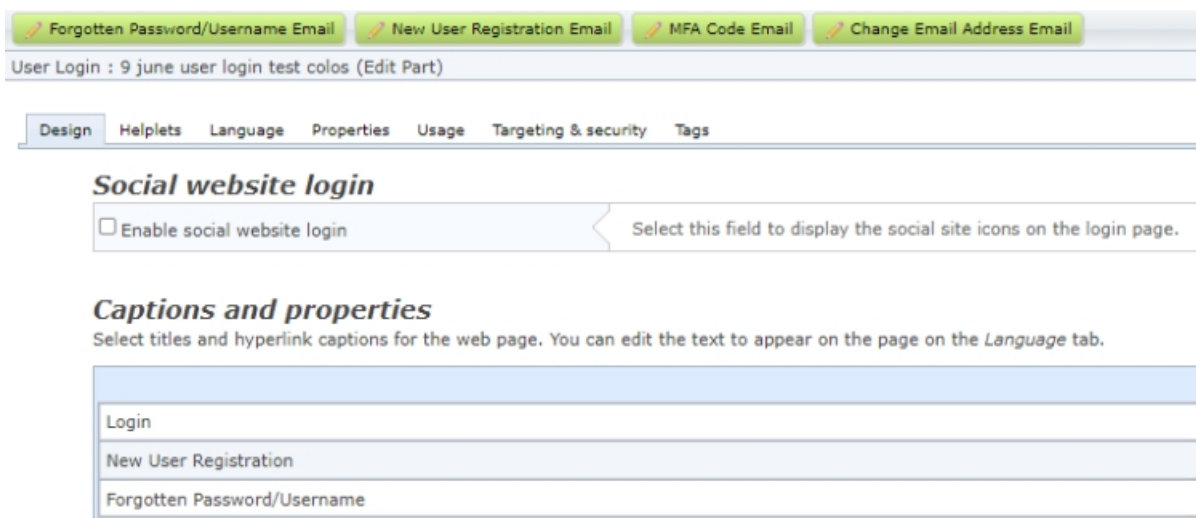 Forgotten Password/Username Email New User Registration Email MFA Code Email Change Email Address Email
User Login : 9 june user login test colos (Edit Part)
Design Helplets Language Properties Usage Targeting & security Tags
Social website login
Enable social website login Select this field to display the social site icons on the login page.
Captions and properties
Select titles and hyperlink captions for the web page. You can edit the text to appear on the page on the Language tab.
Login
New User Registration
Forgotten Password/Username